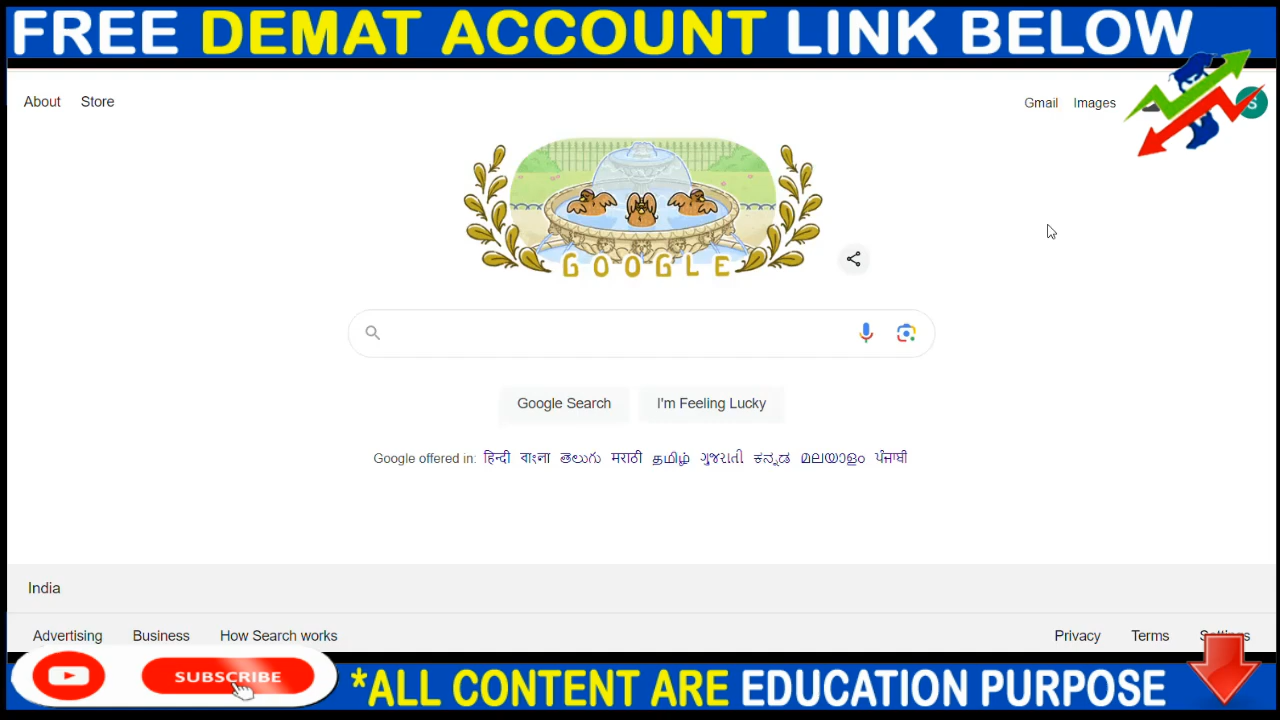 FREE DEMAT ACCOUNT LINK BELOW
About Store
Gmail Images
S
GOOGLE
Google Search I'm Feeling Lucky
Google offered in: हिन्दी বাংলা తెలుగు मराठी தமிழ் ગુજરાતી ಕನ್ನಡ മലയാളം ਪੰਜਾਬੀ
India
Advertising Business How Search works
Privacy Terms Settings
SUBSCRIBE
*ALL CONTENT ARE EDUCATION PURPOSE